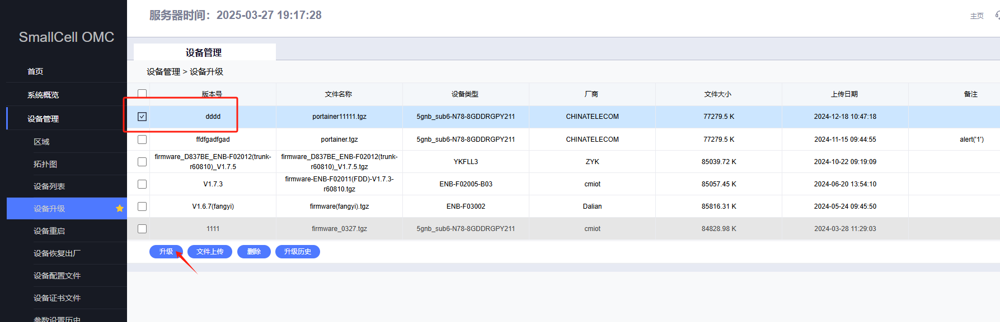 服务器时间：2025-03-27 19:17:28
主页
SmallCell OMC
首页
系统概览
设备管理
区域
拓扑图
设备列表
设备升级
设备重启
设备恢复出厂
设备配置文件
设备证书文件
参数设置历史
设备管理
设备管理 > 设备升级
版本号 文件名称 设备类型 厂商 文件大小 上传日期 备注
dddd portainer11111.tgz 5gnb_sub6-N78-8GDDRGPY211 CHINATELECOM 77279.5 K 2024-12-18 10:47:18
ffdfgadfgad portainer.tgz 5gnb_sub6-N78-8GDDRGPY211 CHINATELECOM 77279.5 K 2024-11-15 09:44:55 alert('1')
firmware_D837BE_ENB-F02012(trunk- firmware_D837BE_ENB-F02012(trunk-
r60810)_V1.7.5 r60810)_V1.7.5.tgz YKFLL3 ZYK 85039.72 K 2024-10-22 09:19:09
V1.7.3 firmware-ENB-F02011(FDD)-V1.7.3-
r60810.tgz ENB-F02005-B03 cmiot 85057.45 K 2024-06-20 13:54:10
V1.6.7(fangyi) firmware(fangyi).tgz ENB-F03002 Dalian 85816.31 K 2024-05-24 09:45:50
1111 firmware_0327.tgz 5gnb_sub6-N78-8GDDRGPY211 cmiot 84828.98 K 2024-03-28 11:29:03
升级 文件上传 删除 升级历史